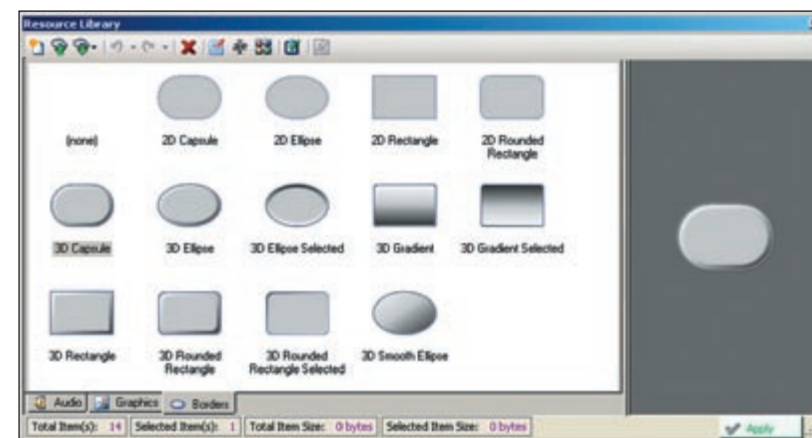 Resource Library
(none)
2D Capsule
2D Ellipse
2D Rectangle
2D Rounded
Rectangle
3D Capsule
3D Ellipse
3D Ellipse Selected
3D Gradient
3D Gradient Selected
3D Rectangle
3D Rounded
Rectangle
3D Rounded
Rectangle Selected
3D Smooth Ellipse
Audio Graphics Borders
Total Item(s): 14 Selected Item(s): 1 Total Item Size: 0 bytes Selected Item Size: 0 bytes Apply